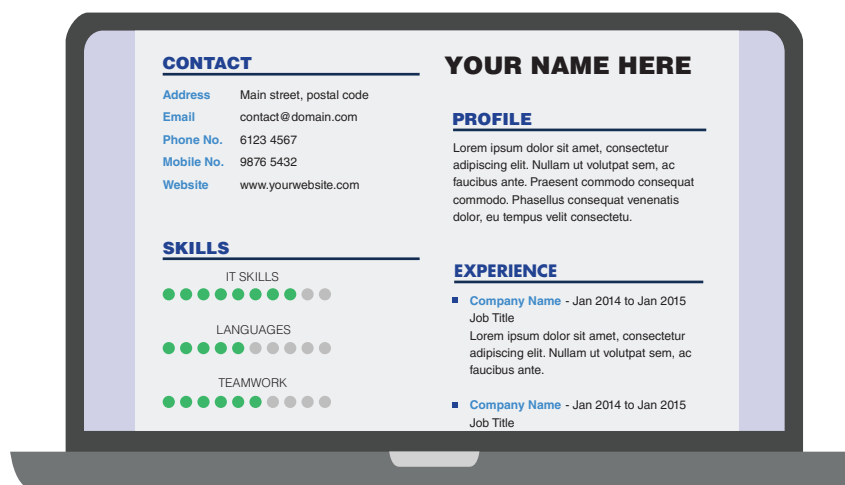 CONTACT
Address Main street, postal code
Email contact@domain.com
Phone No. 6123 4567
Mobile No. 9876 5432
Website www.yourwebsite.com
SKILLS
IT SKILLS
LANGUAGES
TEAMWORK
YOUR NAME HERE
PROFILE
Lorem ipsum dolor sit amet, consectetur
adipiscing elit. Nullam ut volutpat sem, ac
faucibus ante. Praesent commodo consequat
commodo. Phasellus consequat venenatis
dolor, eu tempus velit consectetu.
EXPERIENCE
Company Name - Jan 2014 to Jan 2015
Job Title
Lorem ipsum dolor sit amet, consectetur
adipiscing elit. Nullam ut volutpat sem, ac
faucibus ante.
Company Name - Jan 2014 to Jan 2015
Job Title